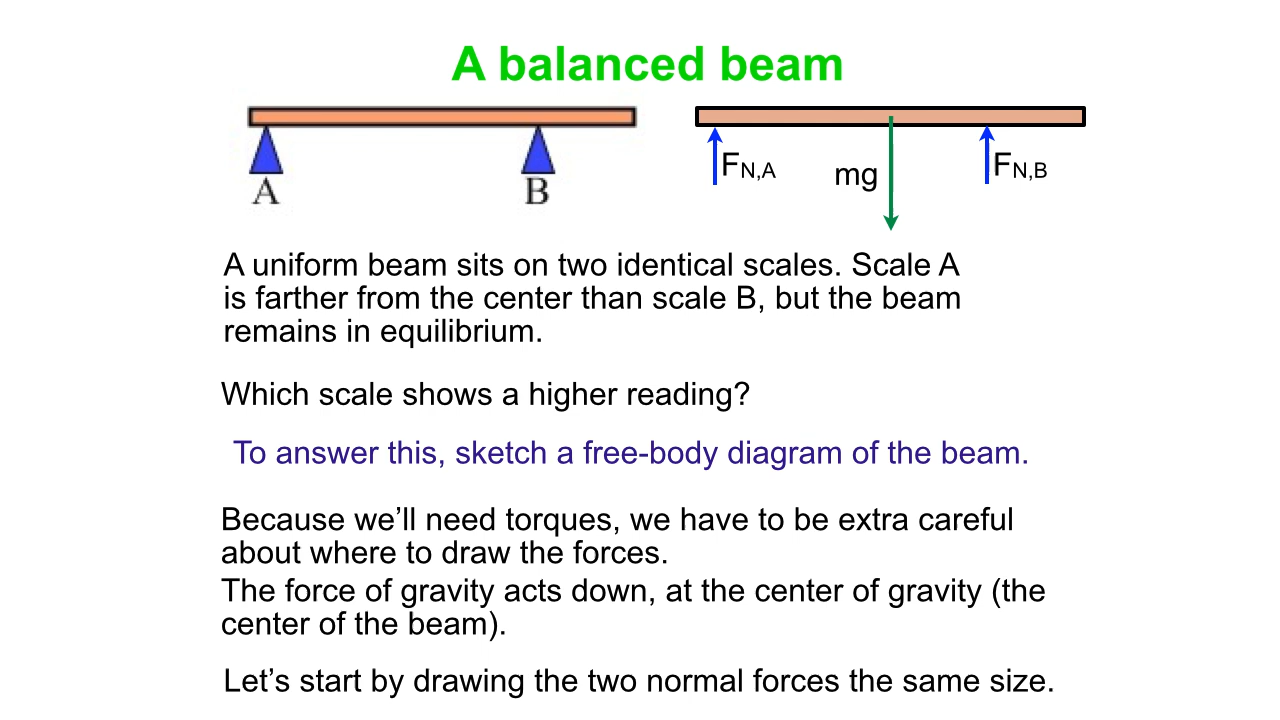 A balanced beam
A
B
FN,A
mg
FN,B
A uniform beam sits on two identical scales. Scale A
is farther from the center than scale B, but the beam
remains in equilibrium.
Which scale shows a higher reading?
To answer this, sketch a free-body diagram of the beam.
Because we’ll need torques, we have to be extra careful
about where to draw the forces.
The force of gravity acts down, at the center of gravity (the
center of the beam).
Let’s start by drawing the two normal forces the same size.